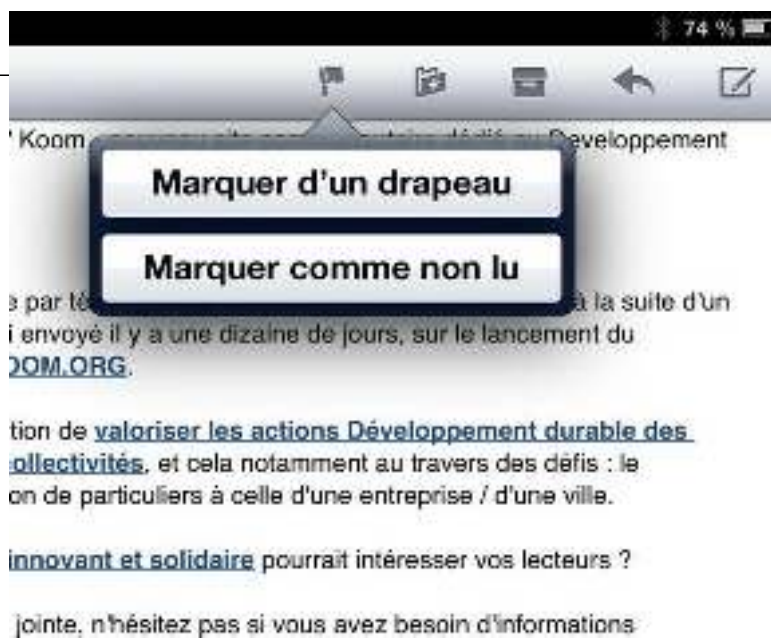 74 %
Koom
Developpement
Marquer d'un drapeau
Marquer comme non lu
par
à la suite d'un
envoyé il y a une dizaine de jours, sur le lancement du
OOM.ORG.
tion de valoriser les actions Développement durable des
ollectivités, et cela notamment au travers des défis : le
on de particuliers à celle d'une entreprise / d'une ville.
innovant et solidaire pourrait intéresser vos lecteurs ?
jointe, n'hésitez pas si vous avez besoin d'informations